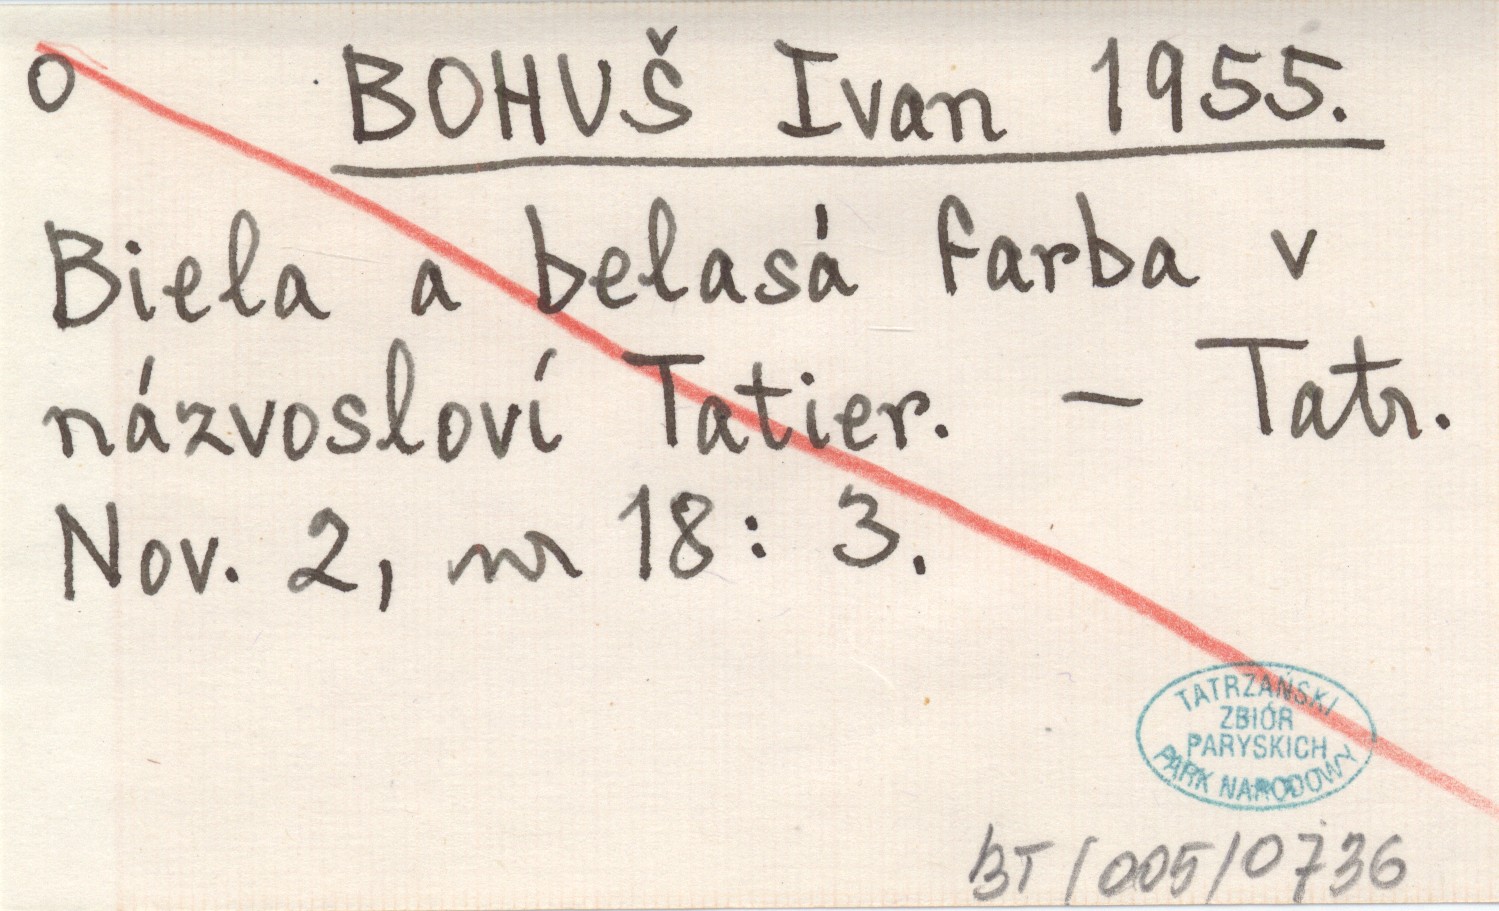 O BOHUŠ Ivan 1955.
Biela a belasá farba v
názvosloví Tatier. – Tatr.
Nov. 2, nr 18: 3.
TATRZAŃSKI
ZBIÓR
PARYSKICH
PARK NARODOWY
BT/005/0736